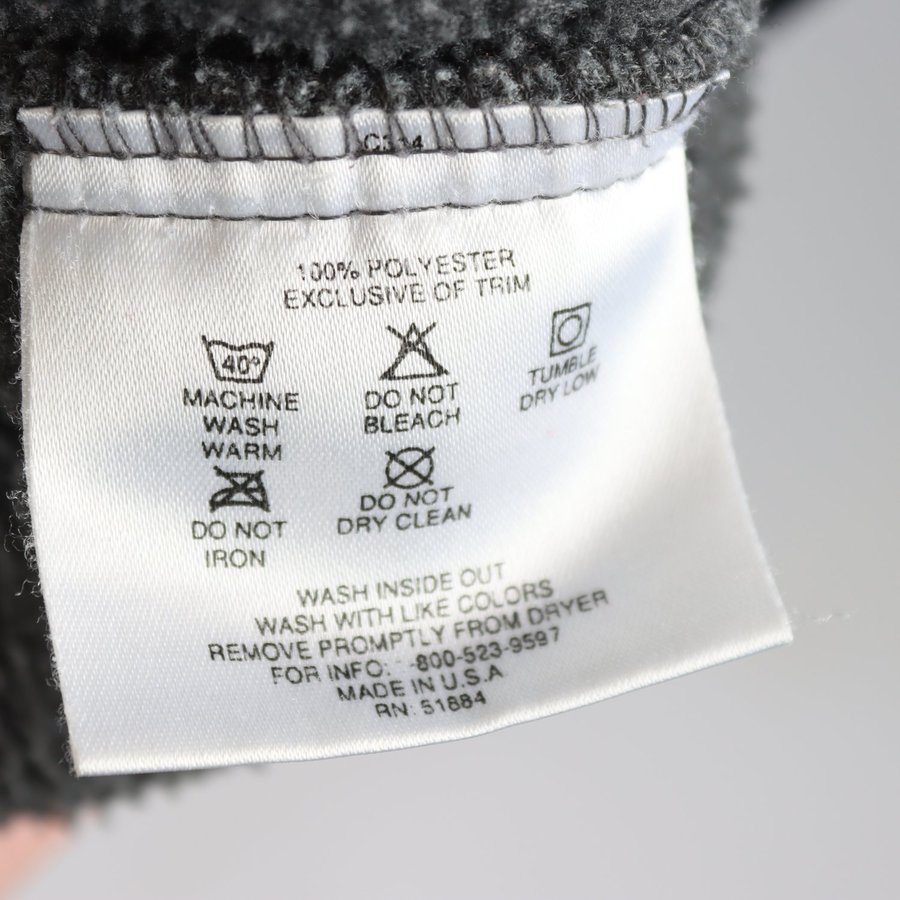 100% POLYESTER
EXCLUSIVE OF TRIM
40°
MACHINE
WASH
WARM
DO NOT
BLEACH
TUMBLE
DRY LOW
DO NOT
IRON
DO NOT
DRY CLEAN
WASH INSIDE OUT
WASH WITH LIKE COLORS
REMOVE PROMPTLY FROM DRYER
FOR INFO: -800-523-9597
MADE IN U.S.A
RN: 51884